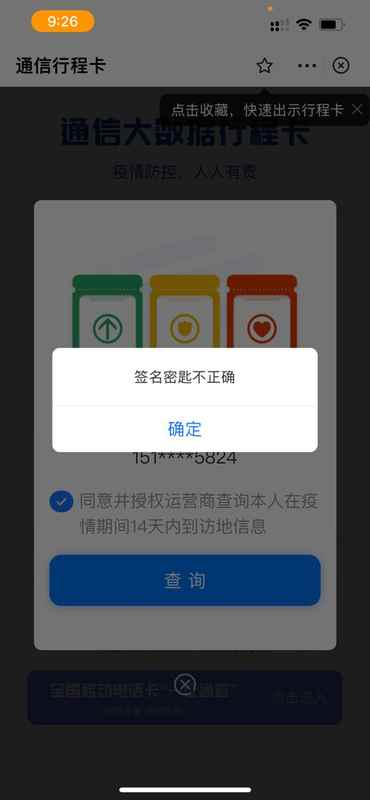 9:26
通信行程卡
点击收藏，快速出示行程卡
通信大数据行程卡
疫情防控，人人有责
签名密匙不正确
确定
151****5824
同意并授权运营商查询本人在疫
情期间14天内到访地信息
查 询
全国移动电话卡“一证通查”
点击进入